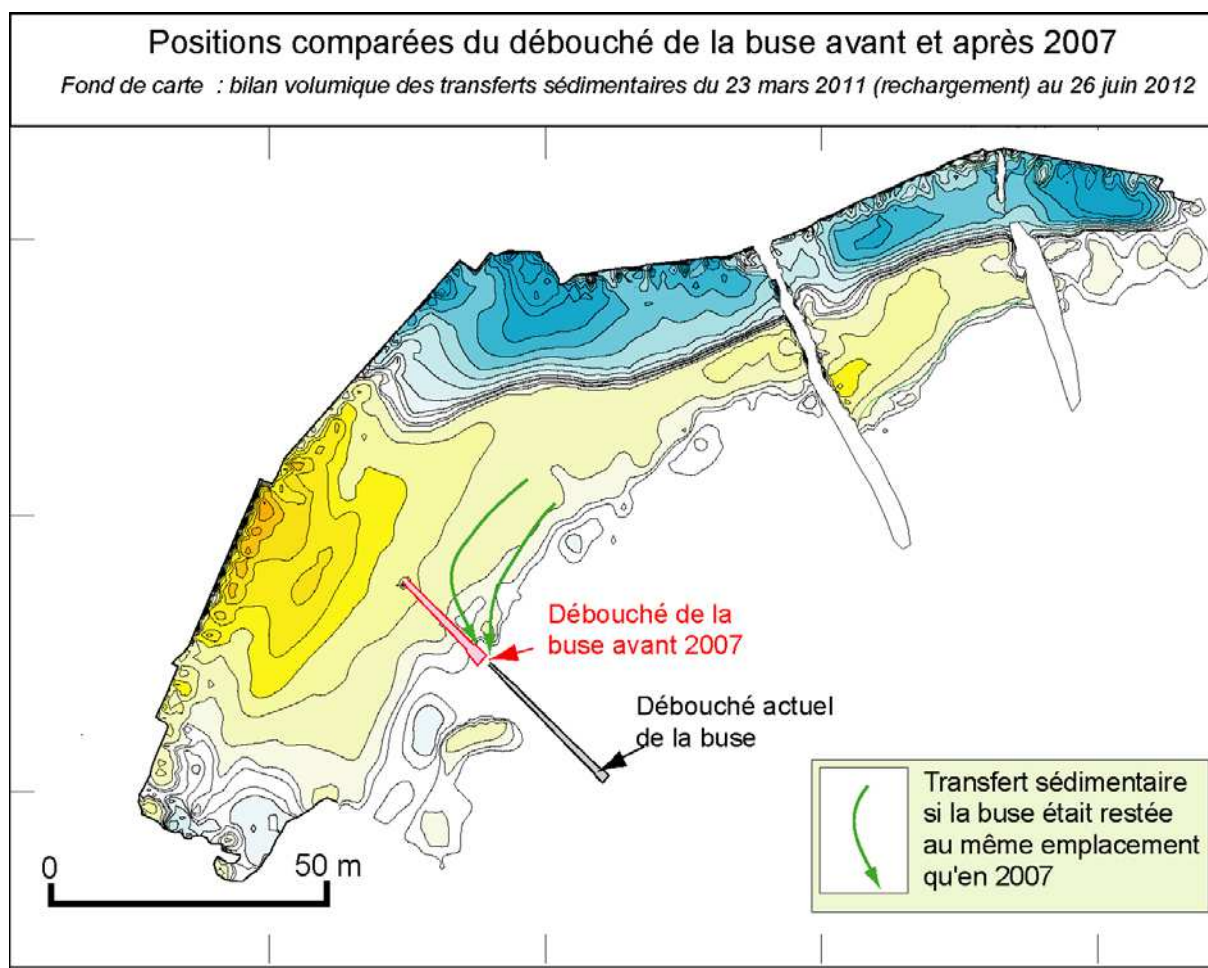 Positions comparées du débouché de la buse avant et après 2007
Fond de carte : bilan volumique des transferts sédimentaires du 23 mars 2011 (rechargement) au 26 juin 2012
Débouché de la
buse avant 2007
Débouché actuel
de la buse
0 50 m
Transfert sédimentaire
si la buse était restée
au même emplacement
qu'en 2007